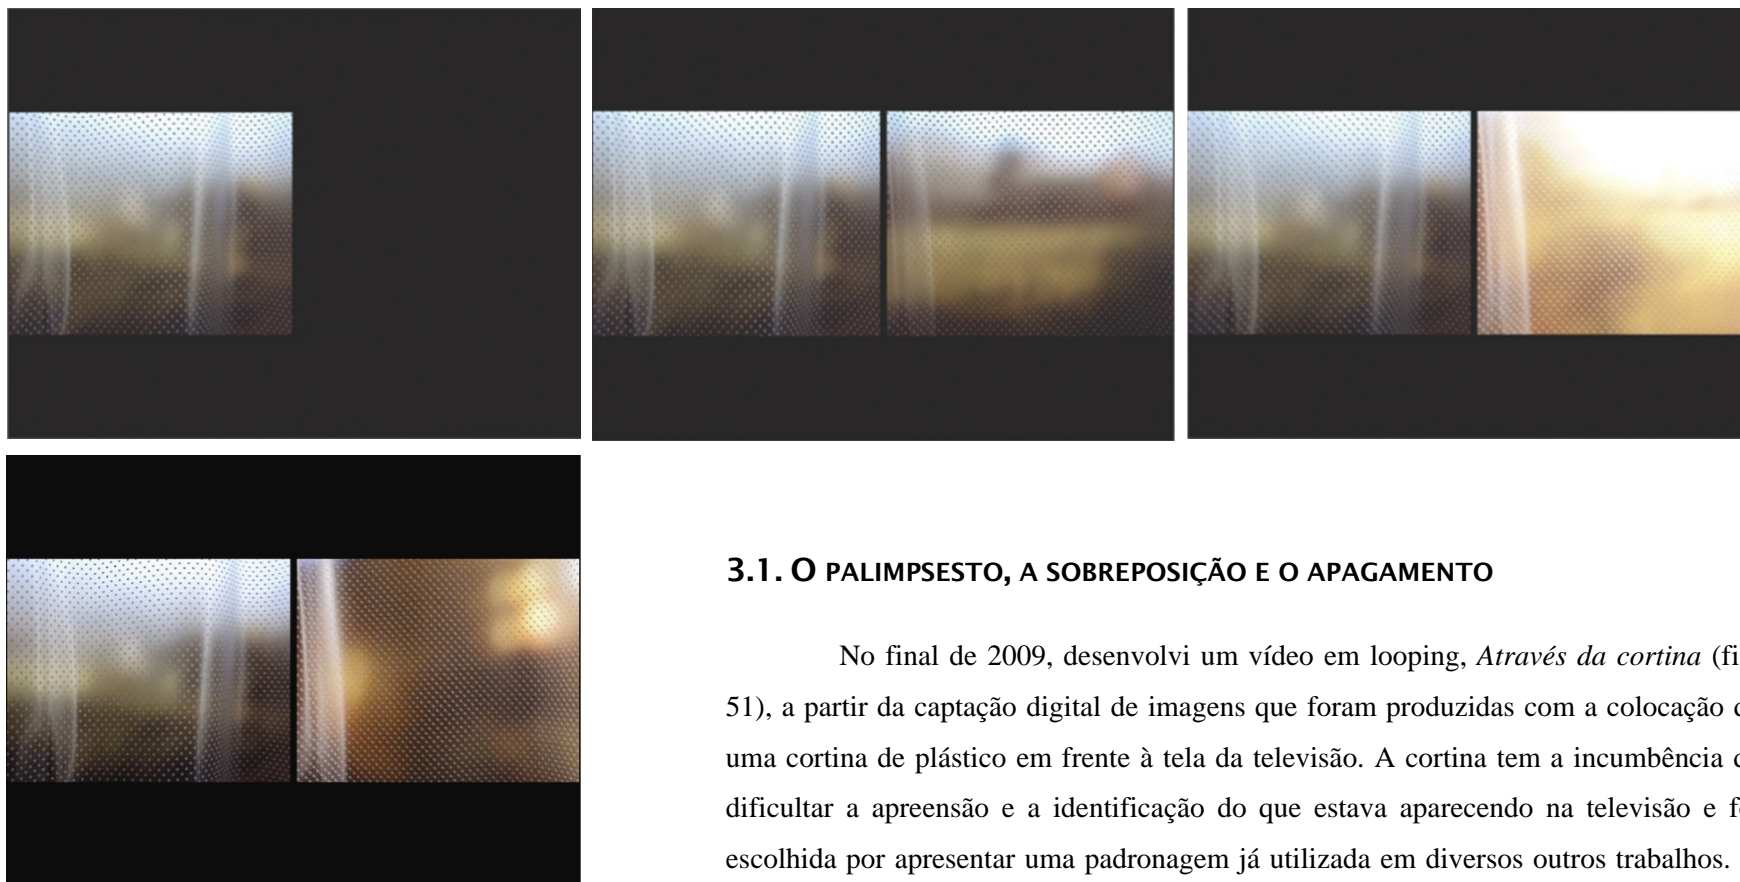 3.1. O PALIMPSESTO, A SOBREPOSIÇÃO E O APAGAMENTO
No final de 2009, desenvolvi um vídeo em looping, Através da cortina (fi
51), a partir da captação digital de imagens que foram produzidas com a colocação
uma cortina de plástico em frente à tela da televisão. A cortina tem a incumbência
dificultar a apreensão e a identificação do que estava aparecendo na televisão e
escolhida por apresentar uma padronagem já utilizada em diversos outros trabalhos.